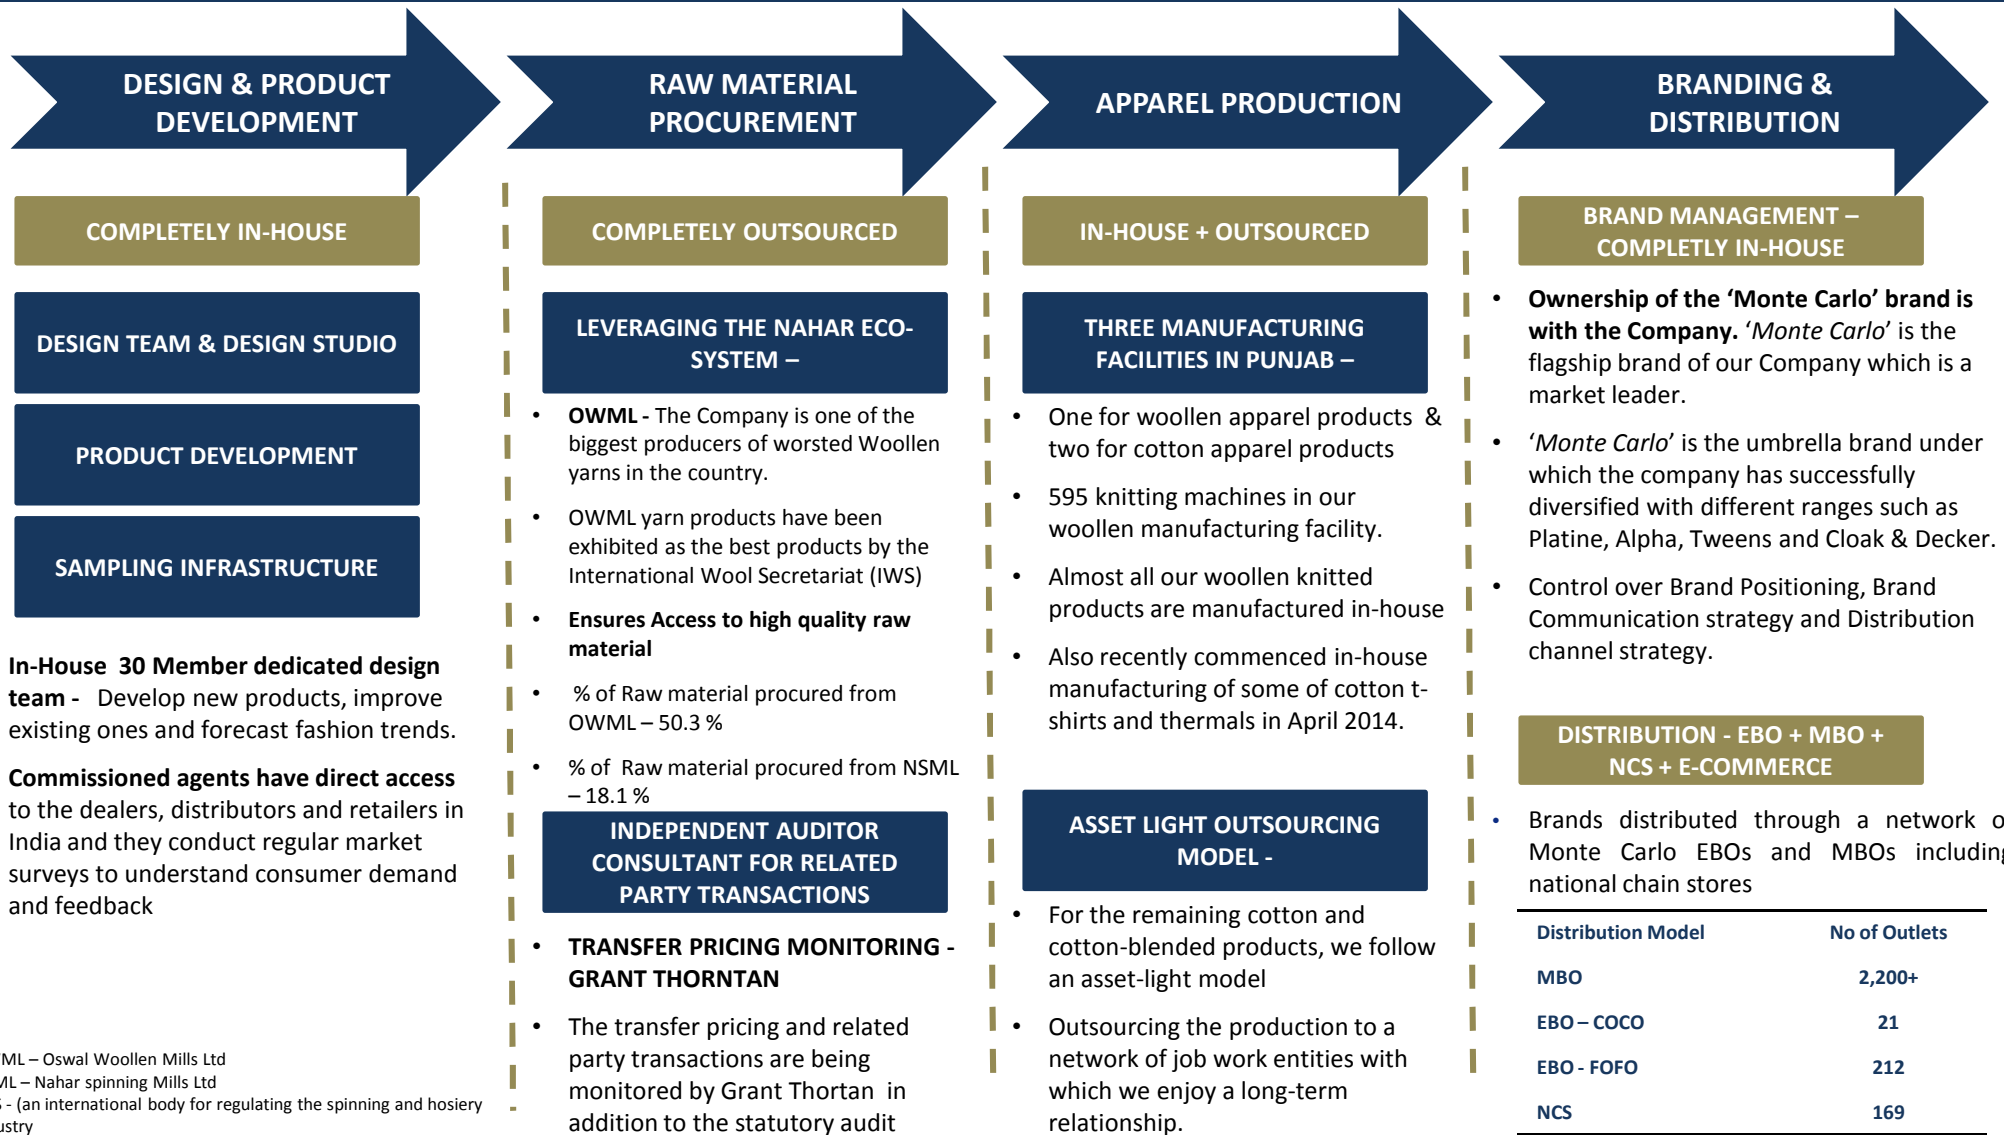 DESIGN & PRODUCT
DEVELOPMENT
RAW MATERIAL
PROCUREMENT
APPAREL PRODUCTION
BRANDING &
DISTRIBUTION
COMPLETELY IN-HOUSE
DESIGN TEAM & DESIGN STUDIO
PRODUCT DEVELOPMENT
SAMPLING INFRASTRUCTURE
In-House 30 Member dedicated design
team - Develop new products, improve
existing ones and forecast fashion trends.
Commissioned agents have direct access
to the dealers, distributors and retailers in
India and they conduct regular market
surveys to understand consumer demand
and feedback
COMPLETELY OUTSOURCED
LEVERAGING THE NAHAR ECO-
SYSTEM –
• OWML - The Company is one of the
biggest producers of worsted Woollen
yarns in the country.
• OWML yarn products have been
exhibited as the best products by the
International Wool Secretariat (IWS)
• Ensures Access to high quality raw
material
• % of Raw material procured from
OWML – 50.3 %
• % of Raw material procured from NSML
– 18.1 %
INDEPENDENT AUDITOR
CONSULTANT FOR RELATED
PARTY TRANSACTIONS
• TRANSFER PRICING MONITORING -
GRANT THORNTAN
• The transfer pricing and related
party transactions are being
monitored by Grant Thortan in
addition to the statutory audit
IN-HOUSE + OUTSOURCED
THREE MANUFACTURING
FACILITIES IN PUNJAB –
• One for woollen apparel products &
two for cotton apparel products
• 595 knitting machines in our
woollen manufacturing facility.
• Almost all our woollen knitted
products are manufactured in-house
• Also recently commenced in-house
manufacturing of some of cotton t-
shirts and thermals in April 2014.
ASSET LIGHT OUTSOURCING
MODEL -
• For the remaining cotton and
cotton-blended products, we follow
an asset-light model
• Outsourcing the production to a
network of job work entities with
which we enjoy a long-term
relationship.
BRAND MANAGEMENT –
COMPLETLY IN-HOUSE
• Ownership of the ‘Monte Carlo’ brand is
with the Company. ‘Monte Carlo’ is the
flagship brand of our Company which is a
market leader.
• ‘Monte Carlo’ is the umbrella brand under
which the company has successfully
diversified with different ranges such as
Platine, Alpha, Tweens and Cloak & Decker.
• Control over Brand Positioning, Brand
Communication strategy and Distribution
channel strategy.
DISTRIBUTION - EBO + MBO +
NCS + E-COMMERCE
• Brands distributed through a network
Monte Carlo EBOs and MBOs
national chain stores
Distribution Model No of Outlets
MBO 2,200+
EBO – COCO 21
EBO - FOFO 212
NCS 169
– Oswal Woollen Mills Ltd
– Nahar spinning Mills Ltd
- (an international body for regulating the spinning and hosiery